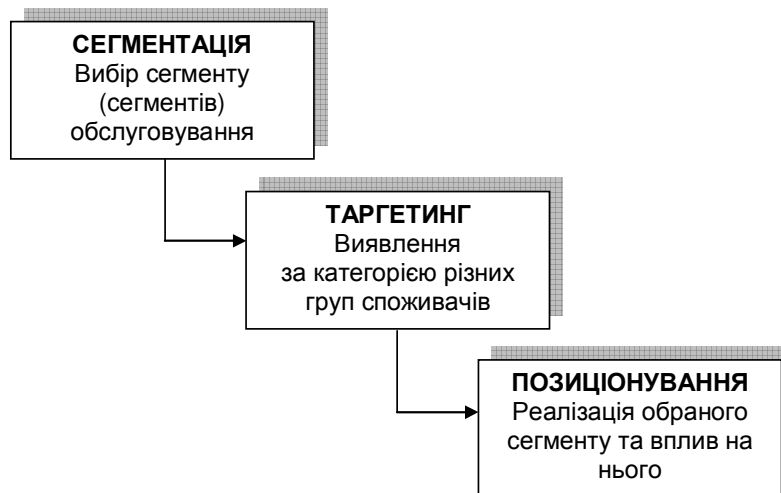 СЕГМЕНТАЦІЯ
Вибір сегменту
(сегментів)
обслуговування
ТАРГЕТИНГ
Виявлення
за категорією різних
груп споживачів
ПОЗИЦІОНУВАННЯ
Реалізація обраного
сегменту та вплив на
нього